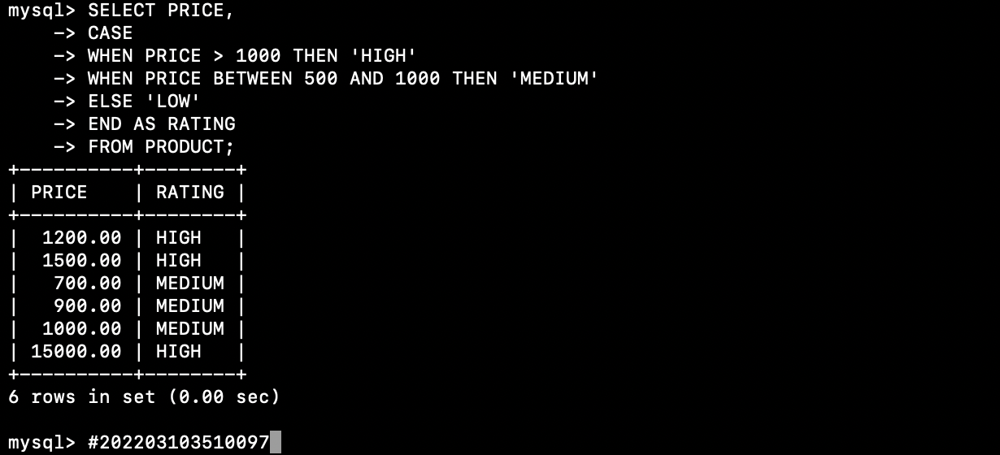 mysql> SELECT PRICE,
    -> CASE
    -> WHEN PRICE > 1000 THEN 'HIGH'
    -> WHEN PRICE BETWEEN 500 AND 1000 THEN 'MEDIUM'
    -> ELSE 'LOW'
    -> END AS RATING
    -> FROM PRODUCT;
+----------+--------+
| PRICE    | RATING |
+----------+--------+
|  1200.00 | HIGH   |
|  1500.00 | HIGH   |
|   700.00 | MEDIUM |
|   900.00 | MEDIUM |
|  1000.00 | MEDIUM |
| 15000.00 | HIGH   |
+----------+--------+
6 rows in set (0.00 sec)

mysql> #202203103510097